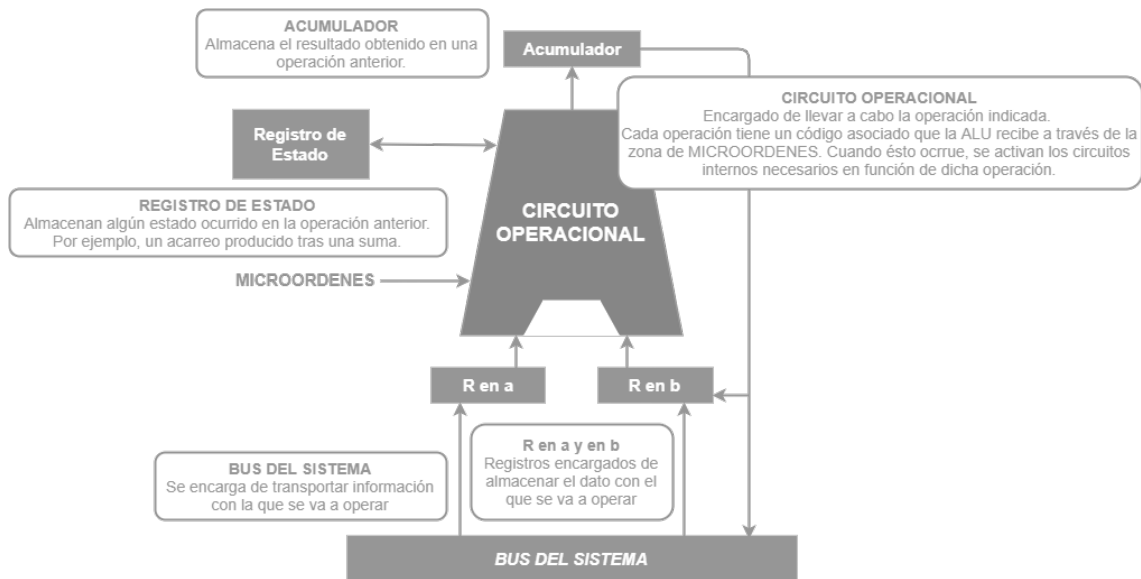 ACUMULADOR
Almacena el resultado obtenido en una
operación anterior.
Acumulador
CIRCUITO OPERACIONAL
Encargado de llevar a cabo la operación indicada.
Cada operación tiene un código asociado que la ALU recibe a través de la
zona de MICROORDENES. Cuando ésto ocrrue, se activan los circuitos
internos necesarios en función de dicha operación.
Registro de
Estado
REGISTRO DE ESTADO
Almacenan algún estado ocurrido en la operación anterior.
Por ejemplo, un acarreo producido tras una suma.
CIRCUITO
OPERACIONAL
MICROORDENES
R en a
R en b
BUS DEL SISTEMA
Se encarga de transportar información
con la que se va a operar
R en a y en b
Registros encargados de
almacenar el dato con el
que se va a operar
BUS DEL SISTEMA